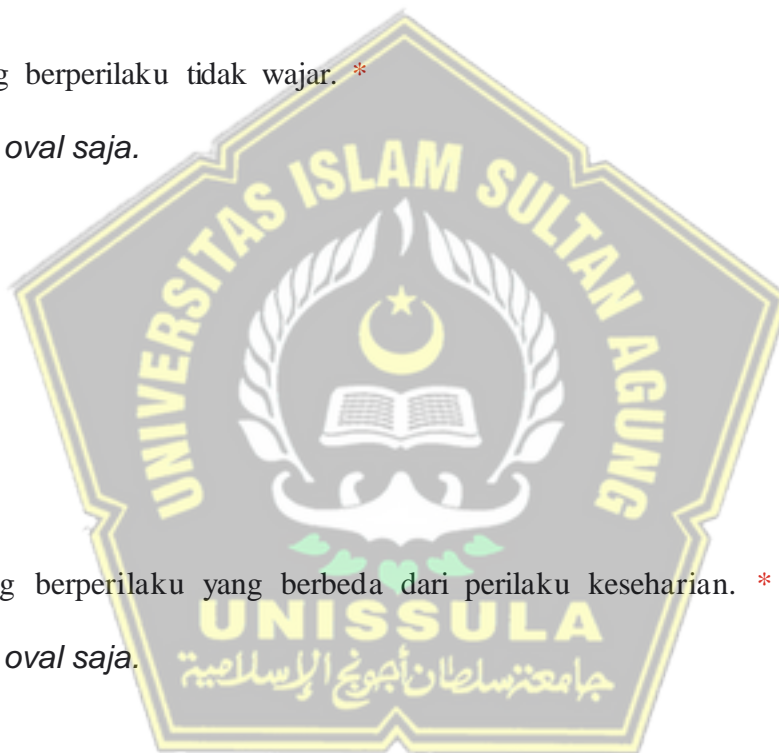 g berperilaku tidak wajar. *
oval saja.
UNIVERSITAS ISLAM SULTAN AGUNG
g berperilaku yang berbeda dari perilaku keseharian. *
UNISSULA
oval saja.
جامعة سلطان أجونج الإسلامية